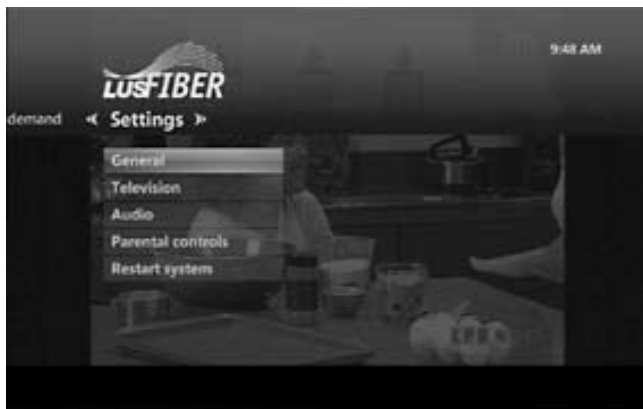 9:48 AM
LUSFIBER
demand Settings
General
Television
Audio
Parental controls
Restart system